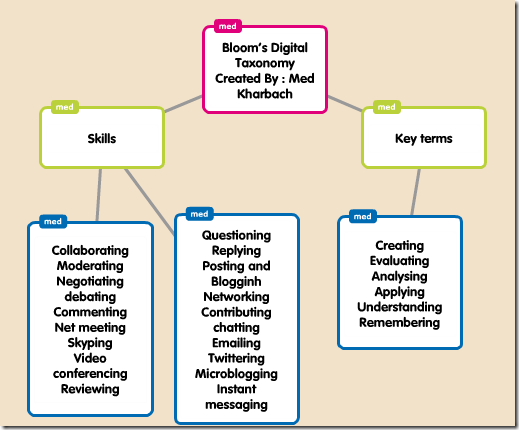 med
Bloom's Digital
Taxonomy
Created By : Med
Kharbach
med
Skills
med
Key terms
med
Collaborating
Moderating
Negotiating
debating
Commenting
Net meeting
Skyping
Video
conferencing
Reviewing
med
Questioning
Replying
Posting and
Blogginh
Networking
Contributing
chatting
Emailing
Twittering
Microblogging
Instant
messaging
med
Creating
Evaluating
Analysing
Applying
Understanding
Remembering